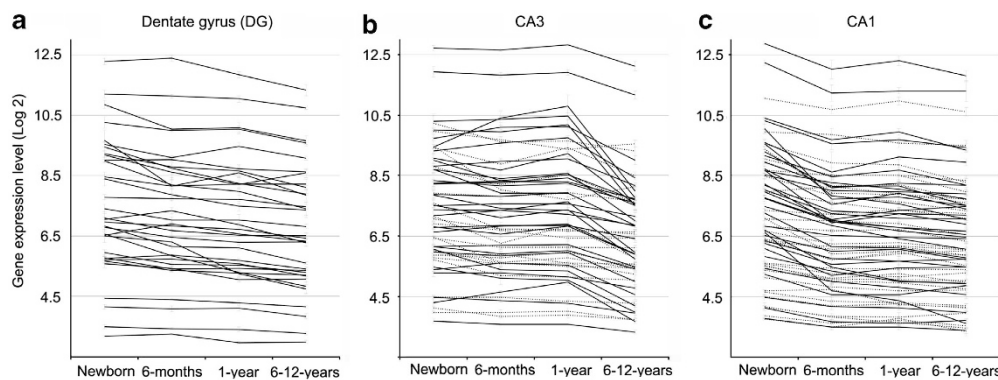 a Dentate gyrus (DG)
Gene expression level (Log 2)
12.5
10.5
8.5
6.5
4.5
Newborn 6-months 1-year 6-12-years
b CA3
12.5
10.5
8.5
6.5
4.5
Newborn 6-months 1-year 6-12-years
c CA1
12.5
10.5
8.5
6.5
4.5
Newborn 6-months 1-year 6-12-years